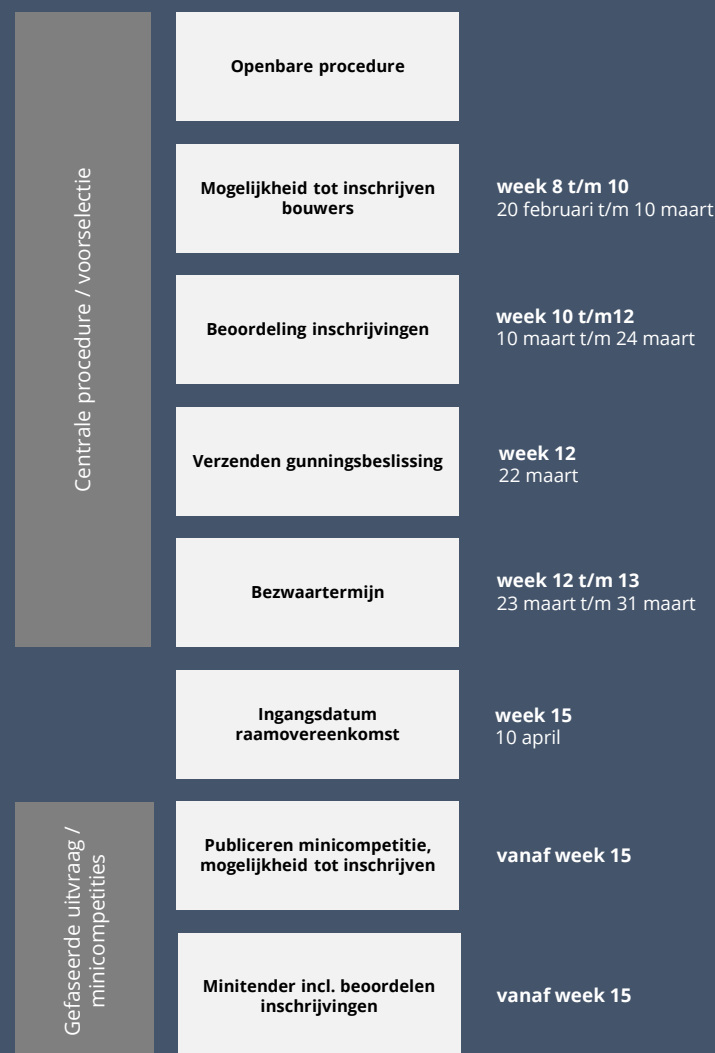 Centrale procedure / voorselectie
Openbare procedure
Mogelijkheid tot inschrijven
bouwers
week 8 t/m 10
20 februari t/m 10 maart
Beoordeling inschrijvingen
week 10 t/m12
10 maart t/m 24 maart
Verzenden gunningsbeslissing
week 12
22 maart
Bezwaartermijn
week 12 t/m 13
23 maart t/m 31 maart
Ingangsdatum
raamovereenkomst
week 15
10 april
Gefaseerde uitvraag /
minicompetities
Publiceren minicompetitie,
mogelijkheid tot inschrijven
vanaf week 15
Minitender incl. beoordelen
inschrijvingen
vanaf week 15